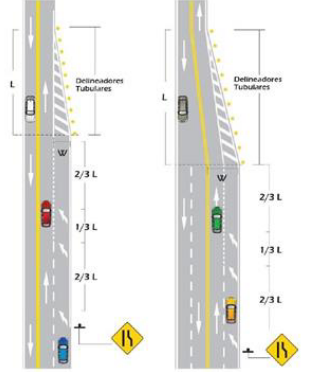 L
Delineadores
Tubulares
W
2/3 L
1/3 L
2/3 L
L
Delineadores
Tubulares
W
2/3 L
1/3 L
2/3 L